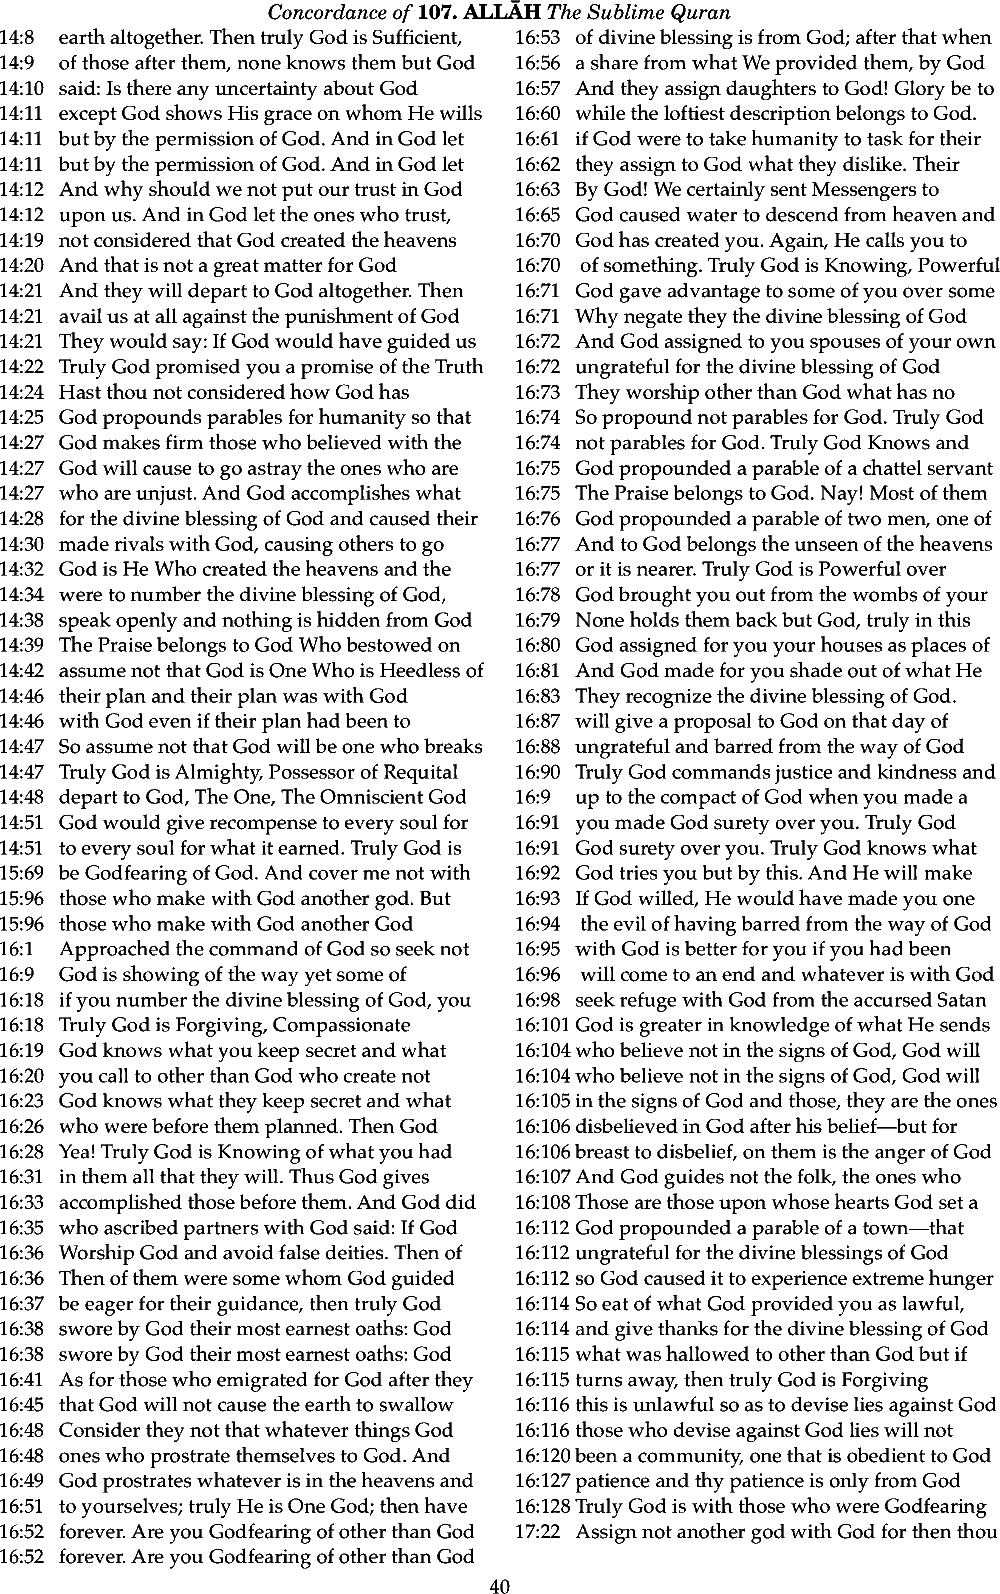 Concordance of 107. ALLĀH The Sublime Quran
14:8 earth altogether. Then truly God is Sufficient,
14:9 of those after them, none knows them but God
14:10 said: Is there any uncertainty about God
14:11 except God shows His grace on whom He wills
14:11 but by the permission of God. And in God let
14:11 but by the permission of God. And in God let
14:12 And why should we not put our trust in God
14:12 upon us. And in God let the ones who trust,
14:19 not considered that God created the heavens
14:20 And that is not a great matter for God
14:21 And they will depart to God altogether. Then
14:21 avail us at all against the punishment of God
14:21 They would say: If God would have guided us
14:22 Truly God promised you a promise of the Truth
14:24 Hast thou not considered how God has
14:25 God propounds parables for humanity so that
14:27 God makes firm those who believed with the
14:27 God will cause to go astray the ones who are
14:27 who are unjust. And God accomplishes what
14:28 for the divine blessing of God and caused their
14:30 made rivals with God, causing others to go
14:32 God is He Who created the heavens and the
14:34 were to number the divine blessing of God,
14:38 speak openly and nothing is hidden from God
14:39 The Praise belongs to God Who bestowed on
14:42 assume not that God is One Who is Heedless of
14:46 their plan and their plan was with God
14:46 with God even if their plan had been to
14:47 So assume not that God will be one who breaks
14:47 Truly God is Almighty, Possessor of Requital
14:48 depart to God, The One, The Omniscient God
14:51 God would give recompense to every soul for
14:51 to every soul for what it earned. Truly God is
15:69 be Godfearing of God. And cover me not with
15:96 those who make with God another god. But
15:96 those who make with God another God
16:1 Approached the command of God so seek not
16:9 God is showing of the way yet some of
16:18 if you number the divine blessing of God, you
16:18 Truly God is Forgiving, Compassionate
16:19 God knows what you keep secret and what
16:20 you call to other than God who create not
16:23 God knows what they keep secret and what
16:26 who were before them planned. Then God
16:28 Yea! Truly God is Knowing of what you had
16:31 in them all that they will. Thus God gives
16:33 accomplished those before them. And God did
16:35 who ascribed partners with God said: If God
16:36 Worship God and avoid false deities. Then of
16:36 Then of them were some whom God guided
16:37 be eager for their guidance, then truly God
16:38 swore by God their most earnest oaths: God
16:38 swore by God their most earnest oaths: God
16:41 As for those who emigrated for God after they
16:45 that God will not cause the earth to swallow
16:48 Consider they not that whatever things God
16:48 ones who prostrate themselves to God. And
16:49 God prostrates whatever is in the heavens and
16:51 to yourselves; truly He is One God; then have
16:52 forever. Are you Godfearing of other than God
16:52 forever. Are you Godfearing of other than God
16:53 of divine blessing is from God; after that when
16:56 a share from what We provided them, by God
16:57 And they assign daughters to God! Glory be to
16:60 while the loftiest description belongs to God.
16:61 if God were to take humanity to task for their
16:62 they assign to God what they dislike. Their
16:63 By God! We certainly sent Messengers to
16:65 God caused water to descend from heaven and
16:70 God has created you. Again, He calls you to
16:70 of something. Truly God is Knowing, Powerful
16:71 God gave advantage to some of you over some
16:71 Why negate they the divine blessing of God
16:72 And God assigned to you spouses of your own
16:72 ungrateful for the divine blessing of God
16:73 They worship other than God what has no
16:74 So propound not parables for God. Truly God
16:74 not parables for God. Truly God Knows and
16:75 God propounded a parable of a chattel servant
16:75 The Praise belongs to God. Nay! Most of them
16:76 God propounded a parable of two men, one of
16:77 And to God belongs the unseen of the heavens
16:77 or it is nearer. Truly God is Powerful over
16:78 God brought you out from the wombs of your
16:79 None holds them back but God, truly in this
16:80 God assigned for you your houses as places of
16:81 And God made for you shade out of what He
16:83 They recognize the divine blessing of God.
16:87 will give a proposal to God on that day of
16:88 ungrateful and barred from the way of God
16:90 Truly God commands justice and kindness and
16:9 up to the compact of God when you made a
16:91 you made God surety over you. Truly God
16:91 God surety over you. Truly God knows what
16:92 God tries you but by this. And He will make
16:93 If God willed, He would have made you one
16:94 the evil of having barred from the way of God
16:95 with God is better for you if you had been
16:96 will come to an end and whatever is with God
16:98 seek refuge with God from the accursed Satan
16:101 God is greater in knowledge of what He sends
16:104 who believe not in the signs of God, God will
16:104 who believe not in the signs of God, God will
16:105 in the signs of God and those, they are the ones
16:106 disbelieved in God after his belief—but for
16:106 breast to disbelief, on them is the anger of God
16:107 And God guides not the folk, the ones who
16:108 Those are those upon whose hearts God set a
16:112 God propounded a parable of a town—that
16:112 ungrateful for the divine blessings of God
16:112 so God caused it to experience extreme hunger
16:114 So eat of what God provided you as lawful,
16:114 and give thanks for the divine blessing of God
16:115 what was hallowed to other than God but if
16:115 turns away, then truly God is Forgiving
16:116 this is unlawful so as to devise lies against God
16:116 those who devise against God lies will not
16:120 been a community, one that is obedient to God
16:127 patience and thy patience is only from God
16:128 Truly God is with those who were Godfearing
17:22 Assign not another god with God for then thou
40